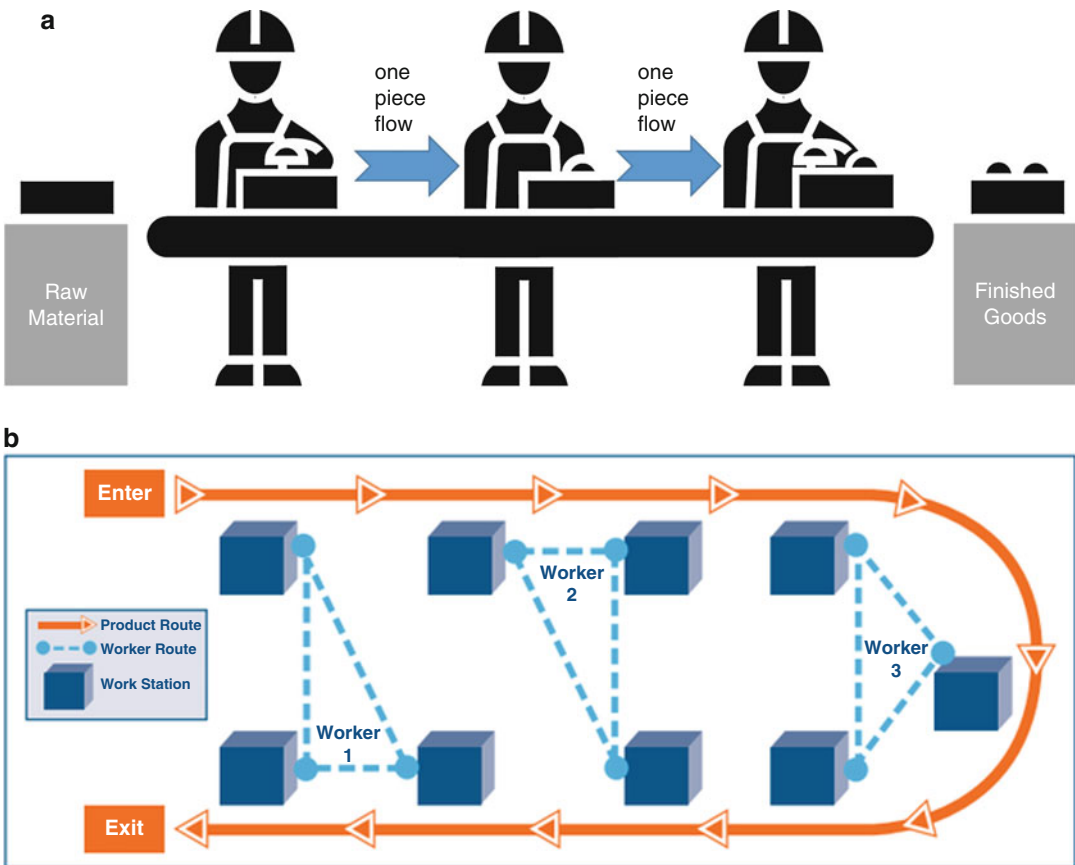 a
one
piece
flow
one
piece
flow
Raw
Material
Finished
Goods
b
Enter
Worker
2
Product Route
Worker Route
Work Station
Worker
3
Worker
1
Exit